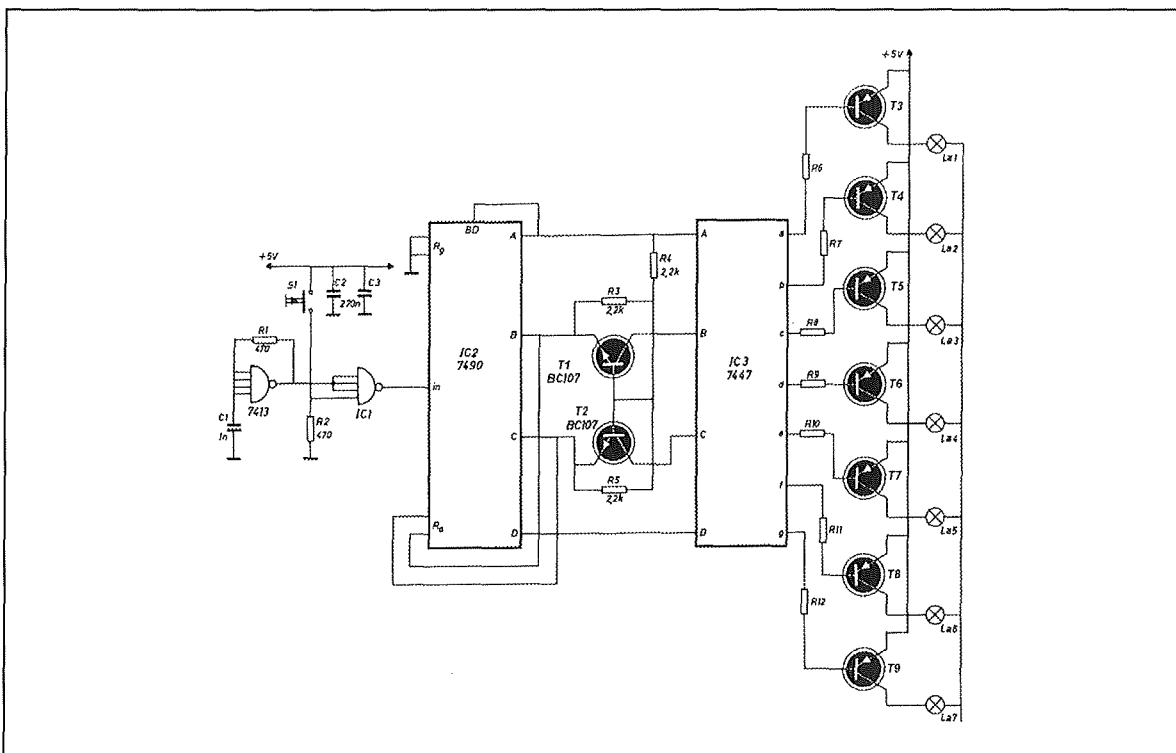 +5V
T3
La1
R6
T4
La2
R7
T5
La3
R8
T6
La4
R9
R10
T7
La5
R11
T8
La6
R12
T9
La7
+5V
S1
C2
270n
C3
R1
470
7413
C1
1n
R2
470
IC1
BD
A
R9
B
IC2
7490
in
C
D
R4
2,2k
R3
2,2k
T1
BC107
T2
BC107
R5
2,2k
A
B
IC3
7447
C
D
a
b
c
d
e
f
g